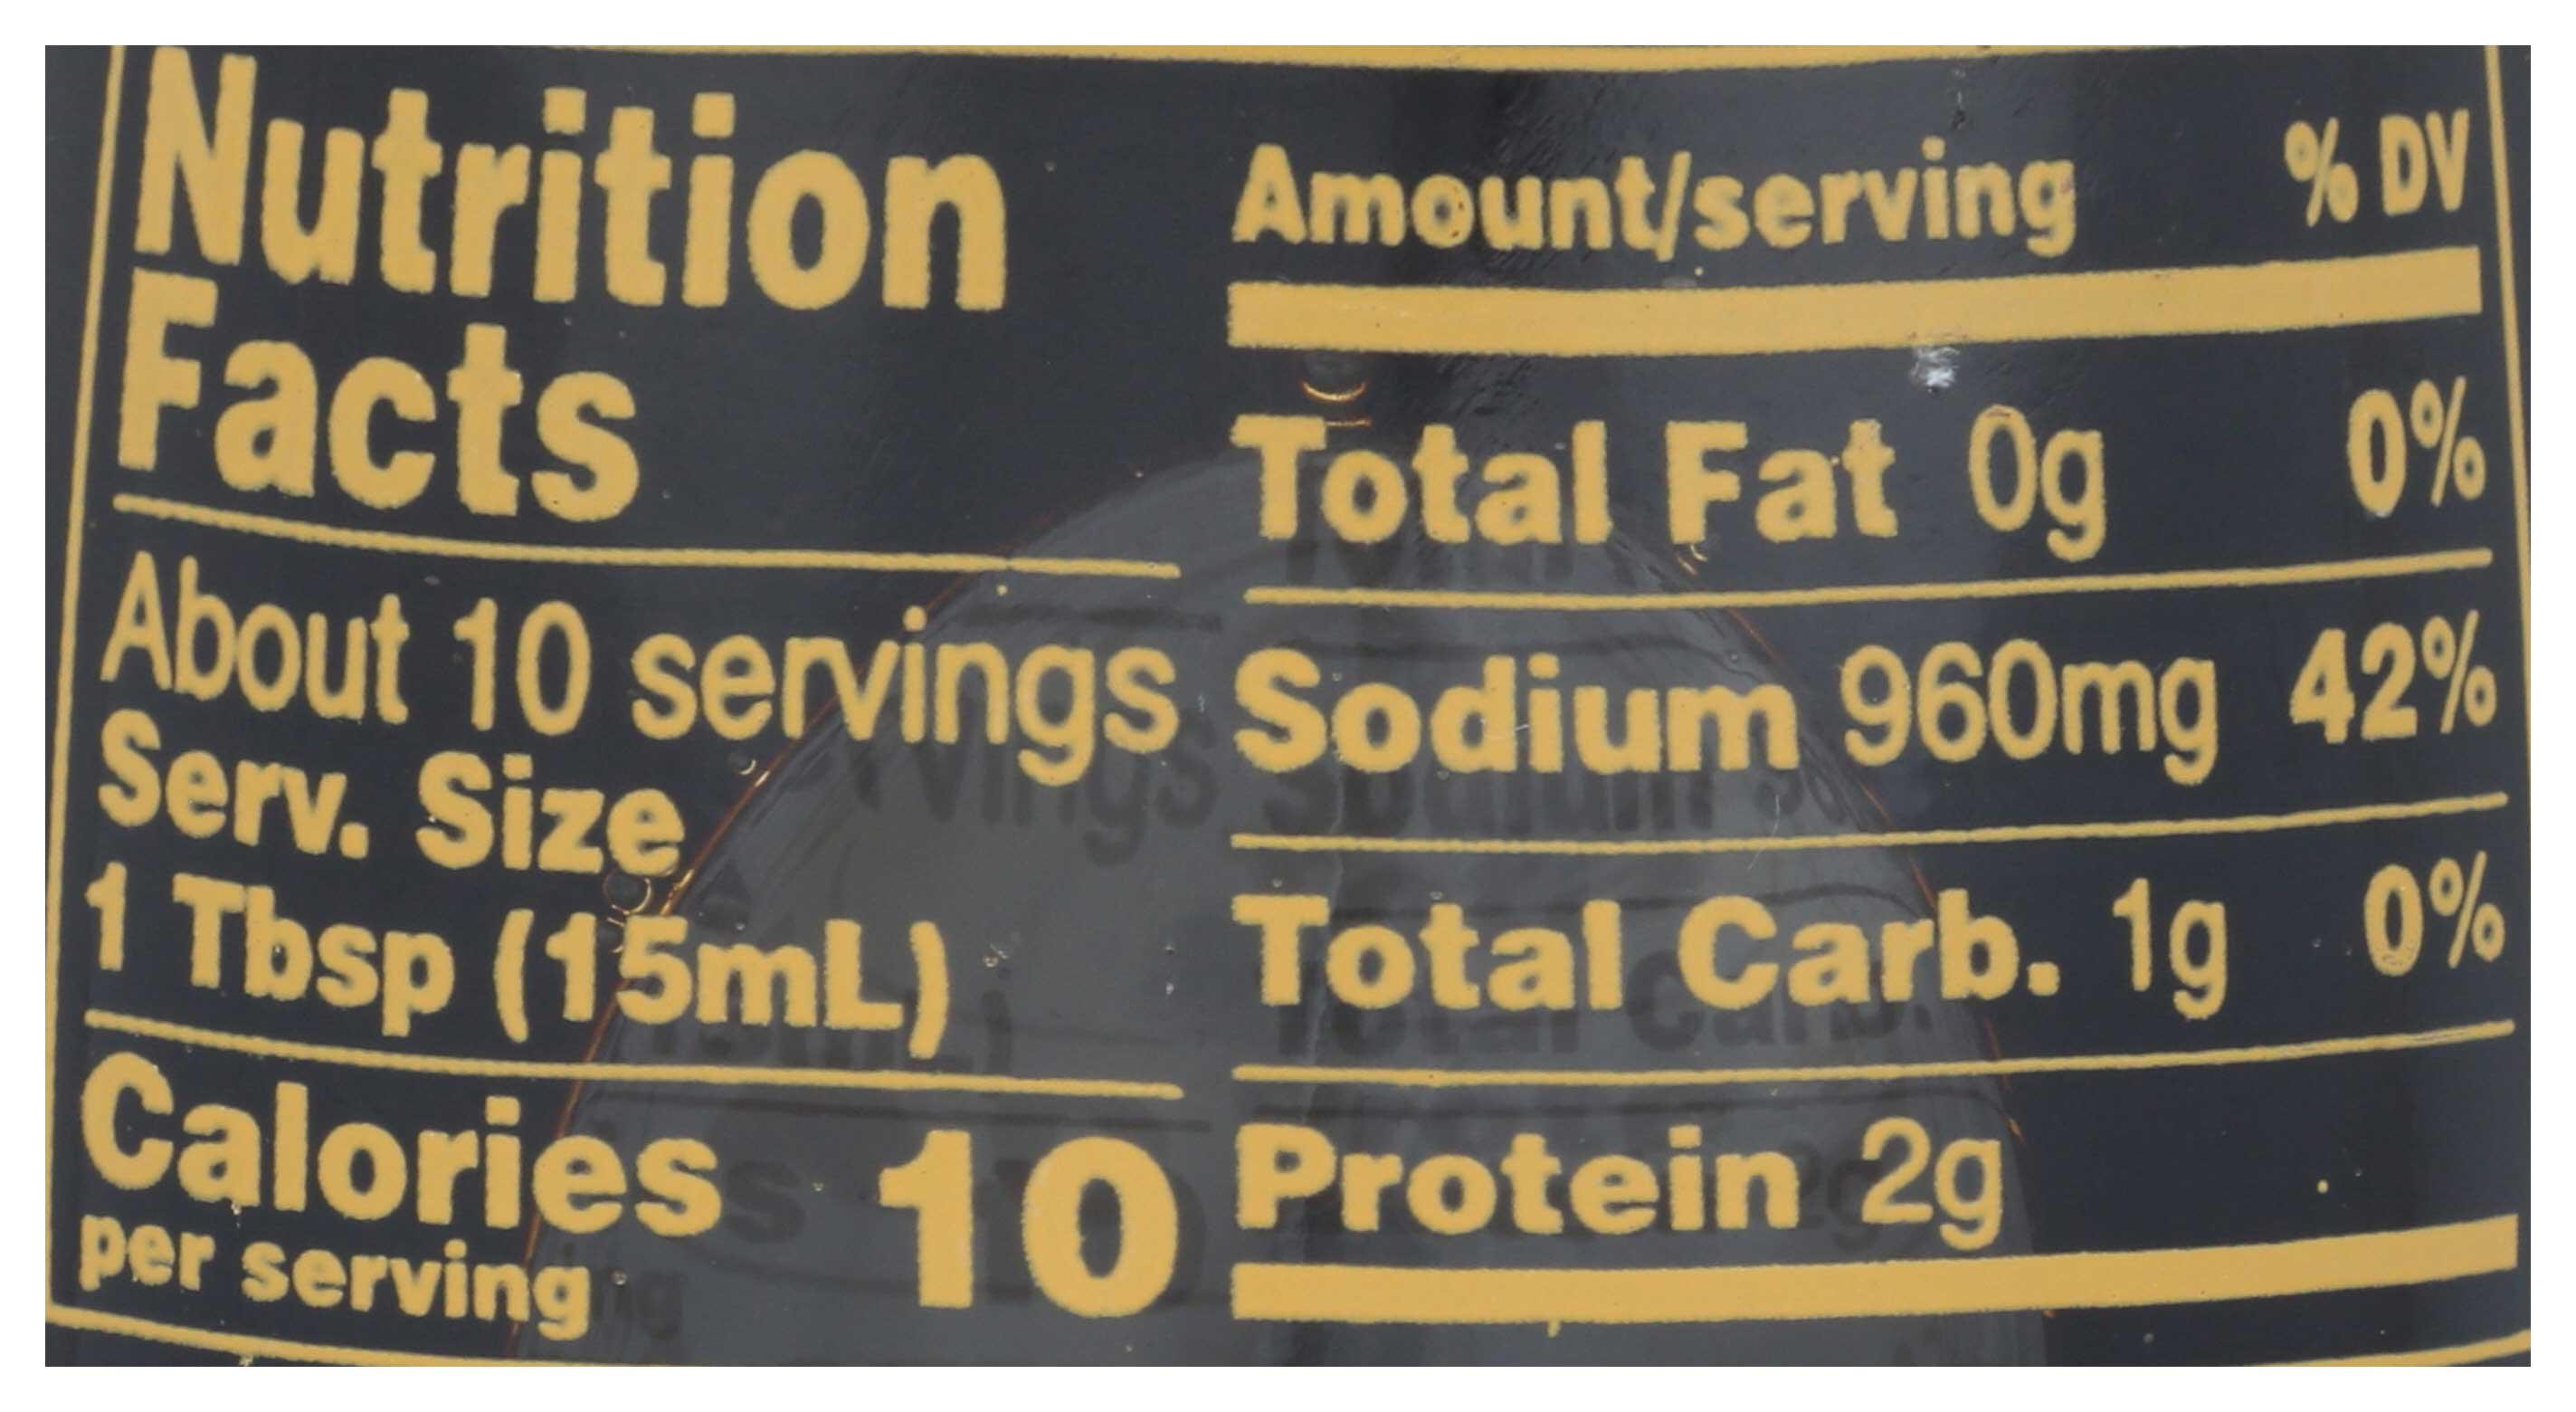 Nutrition
Facts
About 10 servings
Serv. Size
1 Tbsp (15mL)
Calories 10
per serving
Amount/serving % DV
Total Fat 0g 0%
Sodium 960mg 42%
Total Carb. 1g 0%
Protein 2g